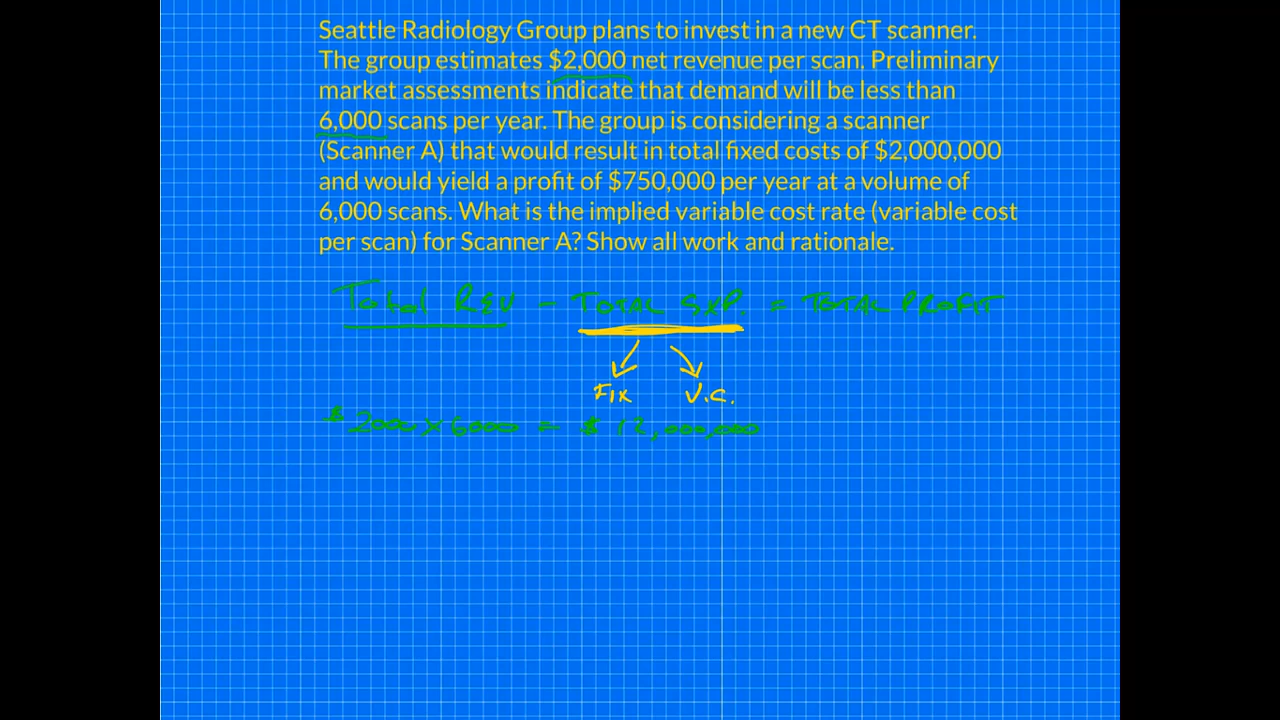 Seattle Radiology Group plans to invest in a new CT scanner.
The group estimates $2,000 net revenue per scan. Preliminary
market assessments indicate that demand will be less than
6,000 scans per year. The group is considering a scanner
(Scanner A) that would result in total fixed costs of $2,000,000
and would yield a profit of $750,000 per year at a volume of
6,000 scans. What is the implied variable cost rate (variable cost
per scan) for Scanner A? Show all work and rationale.
Total REV - TOTAL EXP. = TOTAL PROFIT
FIX V.C.
$2000 x 6000 = $12,000,000